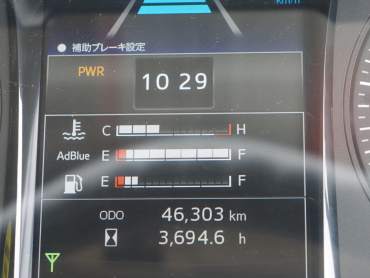 km/h
● 補助ブレーキ設定
PWR
10 29
C H
AdBlue E F
E F
ODO 46,303 km
3,694.6 h